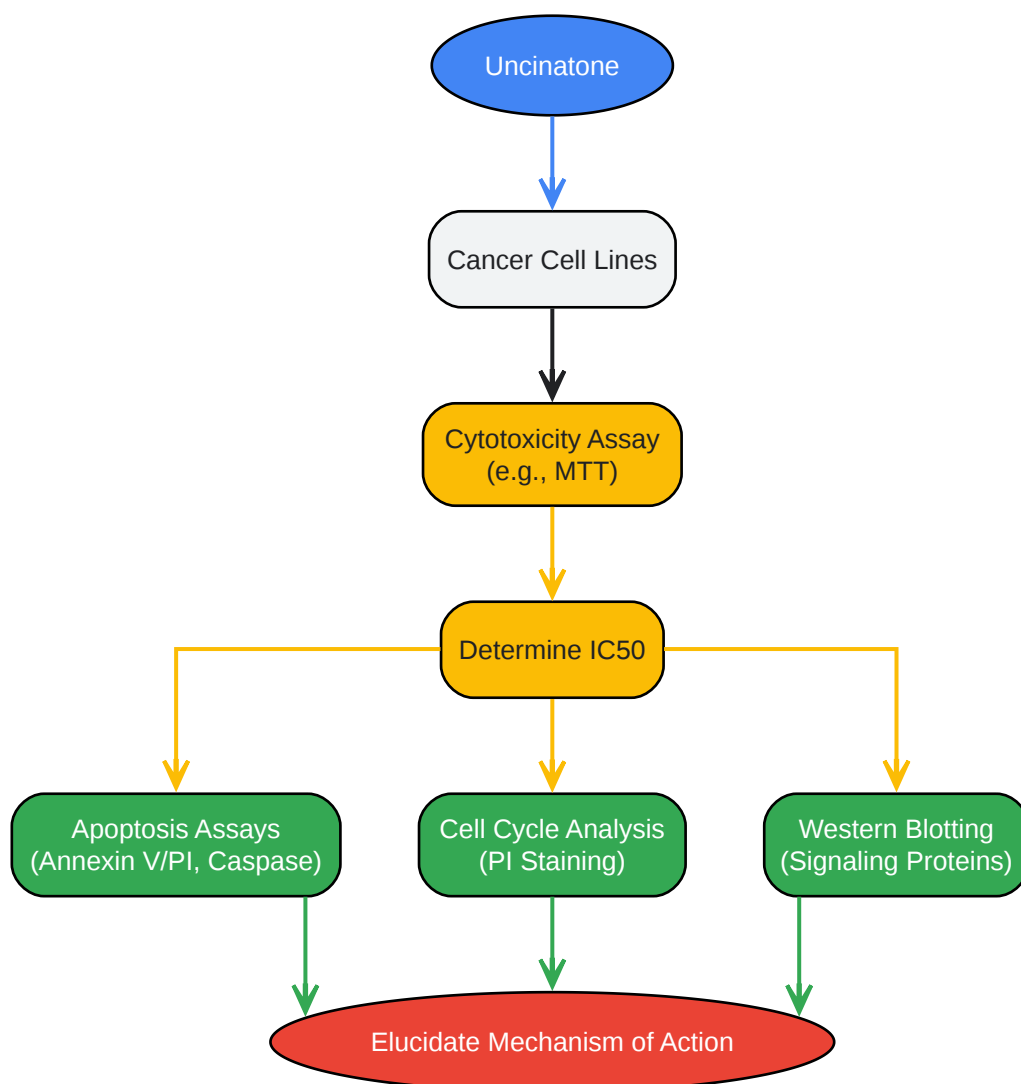 Uncinatone
Cancer Cell Lines
Cytotoxicity Assay
(e.g., MTT)
Determine IC50
Apoptosis Assays
(Annexin V/PI, Caspase)
Cell Cycle Analysis
(PI Staining)
Western Blotting
(Signaling Proteins)
Elucidate Mechanism of Action